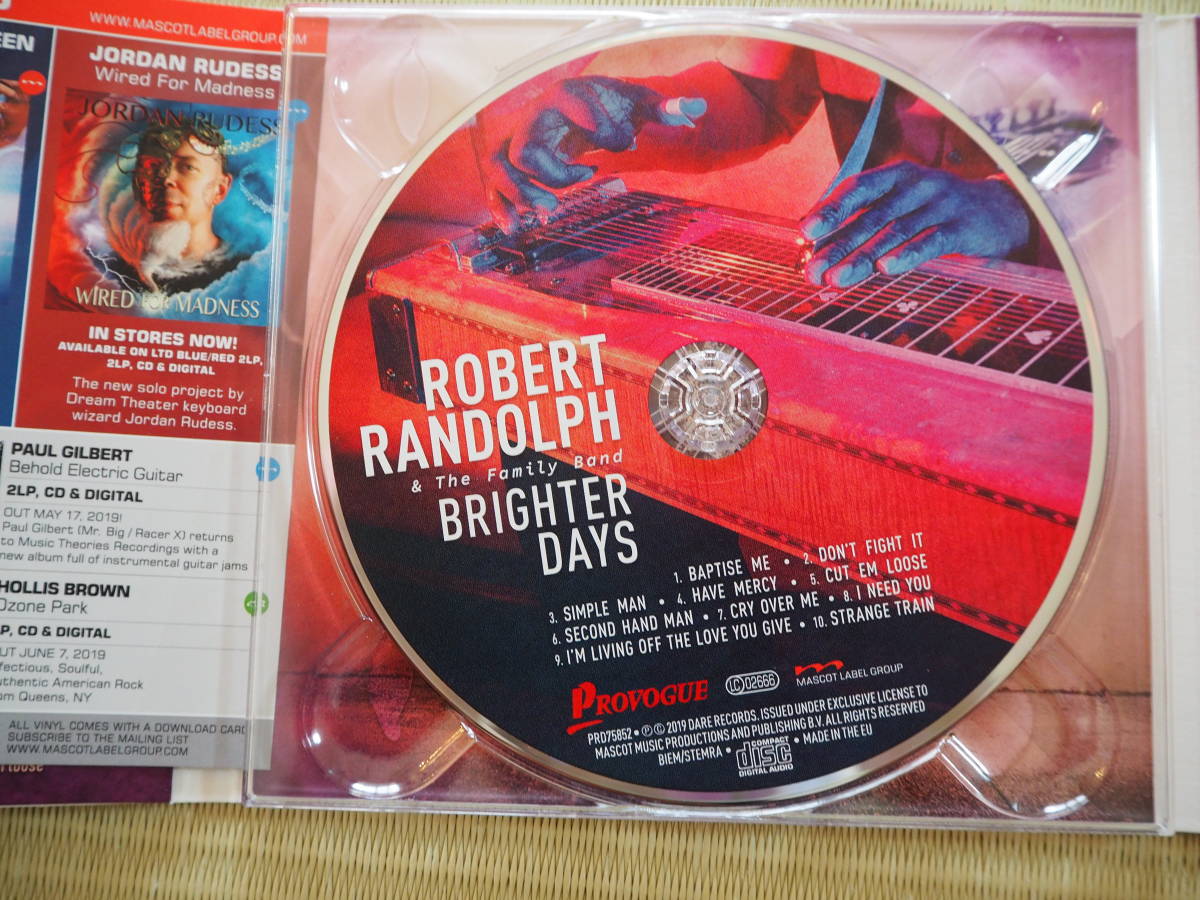 WWW.MASCOTLABELGROUP.COM
EEN
JORDAN RUDESS
Wired For Madness
JORDAN RUDESS
WIRED FOR MADNESS
IN STORES NOW!
AVAILABLE ON LTD BLUE/RED 2LP,
2LP, CD & DIGITAL
The new solo project by
Dream Theater keyboard
wizard Jordan Rudess.
PAUL GILBERT
Behold Electric Guitar
2LP, CD & DIGITAL
OUT MAY 17, 2019!
Paul Gilbert (Mr. Big / Racer X) returns
to Music Theories Recordings with a
new album full of instrumental guitar jams
HOLLIS BROWN
Ozone Park
P, CD & DIGITAL
UT JUNE 7, 2019
fectious, Soulful,
uthentic American Rock
om Queens, NY
ALL VINYL COMES WITH A DOWNLOAD CARD
SUBSCRIBE TO THE MAILING LIST
WWW.MASCOTLABELGROUP.COM
ROBERT
RANDOLPH
& The Family Band
BRIGHTER
DAYS
1. BAPTISE ME • 2. DON'T FIGHT IT
3. SIMPLE MAN • 4. HAVE MERCY • 5. CUT EM LOOSE
6. SECOND HAND MAN • 7. CRY OVER ME • 8. I NEED YOU
9. I'M LIVING OFF THE LOVE YOU GIVE • 10. STRANGE TRAIN
PROVOGUE
LC 02666
MASCOT LABEL GROUP
PRD75852 • ℗ © 2019 DARE RECORDS. ISSUED UNDER EXCLUSIVE LICENSE TO
MASCOT MUSIC PRODUCTIONS AND PUBLISHING B.V. ALL RIGHTS RESERVED
BIEM/STEMRA • COMPACT disc DIGITAL AUDIO • MADE IN THE EU